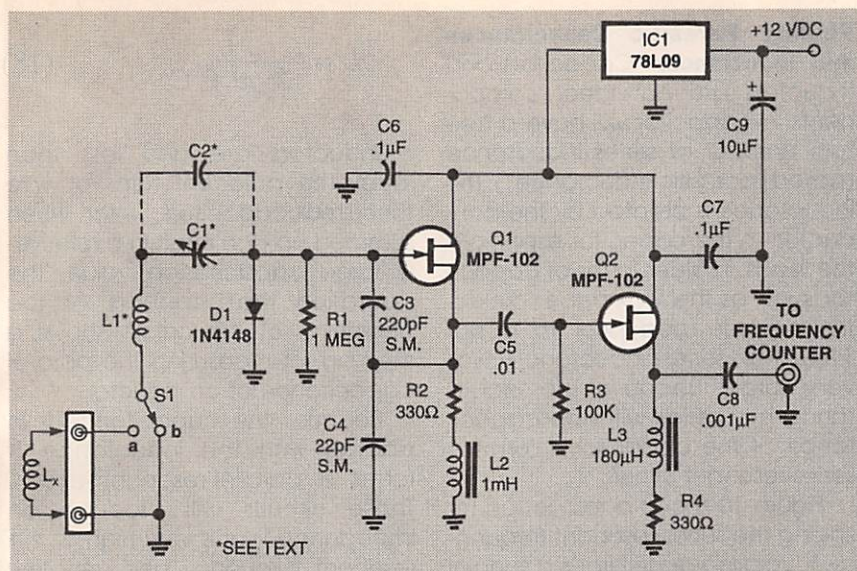 IC1
78L09
+12 VDC
+
C9
10µF
C6
.1µF
C2*
C1*
Q1
MPF-102
C7
.1µF
Q2
MPF-102
L1*
D1
1N4148
R1
1 MEG
C3
220pF
S.M.
C5
.01
TO
FREQUENCY
COUNTER
S1
R2
330Ω
R3
100K
C8
.001µF
C4
22pF
S.M.
a
b
Lx
L2
1mH
L3
180µH
R4
330Ω
*SEE TEXT